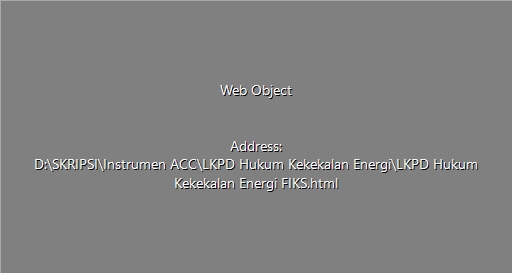 Web Object
Address:
D:\SKRIPSI\Instrumen ACC\LKPD Hukum Kekekalan Energi\LKPD Hukum
Kekekalan Energi FIKS.html